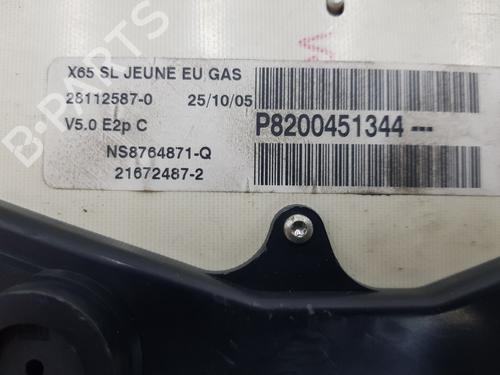 X65 SL JEUNE EU GAS
28112587-0 25/10/05
V5.0 E2p C
P8200451344---
NS8764871-Q
21672487-2
B-PARTS